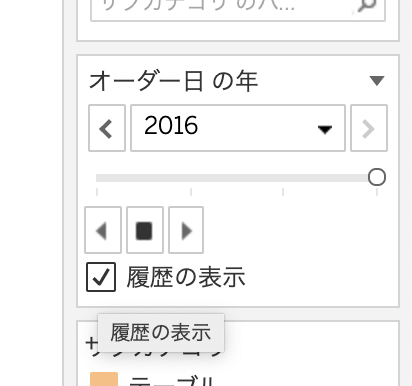 サブカテゴリ のパ...
オーダー日 の年
2016
履歴の表示
履歴の表示
サブカテゴリ
テーブル